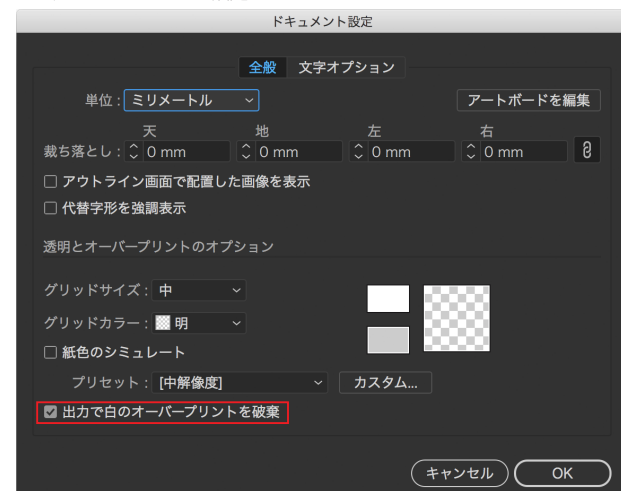 ドキュメント設定
全般 文字オプション
単位 : ミリメートル アートボードを編集
天 地 左 右
裁ち落とし : 0 mm 0 mm 0 mm 0 mm
アウトライン画面で配置した画像を表示
代替字形を強調表示
透明とオーバープリントのオプション
グリッドサイズ : 中
グリッドカラー : 明
紙色のシミュレート
プリセット : [中解像度] カスタム...
出力で白のオーバープリントを破棄
キャンセル OK